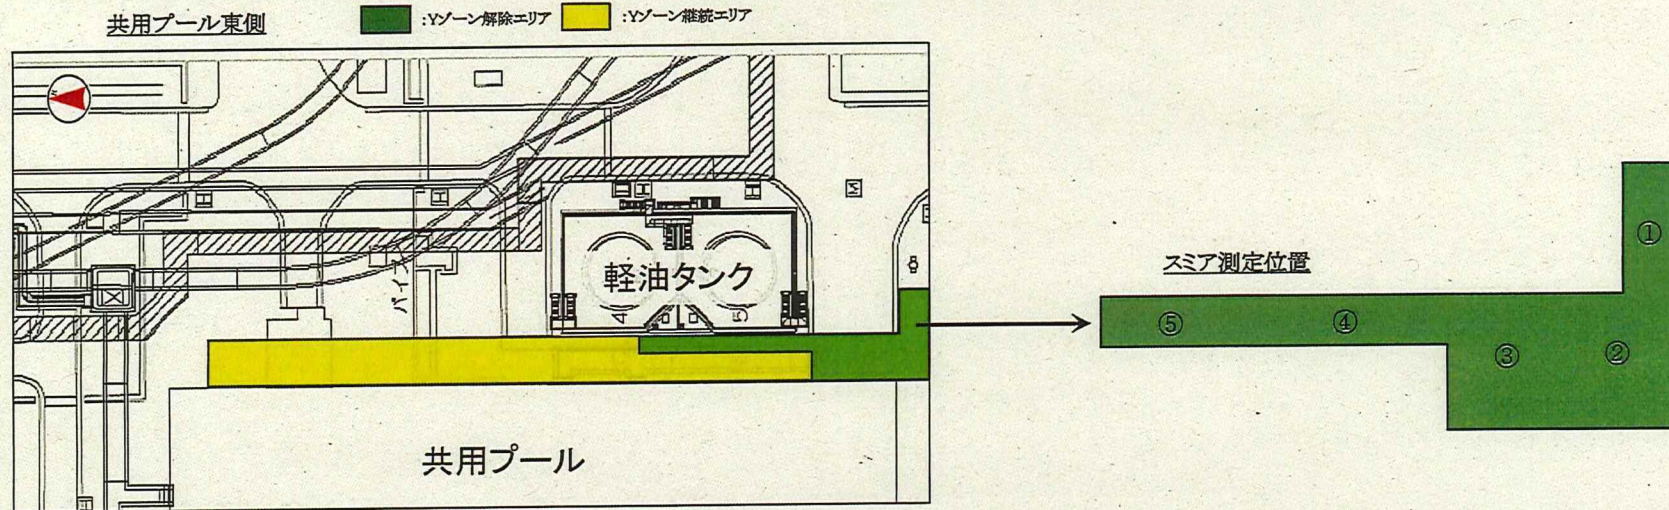 共用プール東側
:Yゾーン解除エリア
:Yゾーン継続エリア
N
H
H
H
M
パイプ
軽油タンク
4
5
共用プール
スミア測定位置
①
②
③
④
⑤